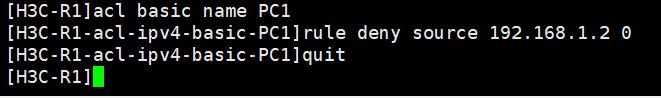 [H3C-R1]acl basic name PC1
[H3C-R1-acl-ipv4-basic-PC1]rule deny source 192.168.1.2 0
[H3C-R1-acl-ipv4-basic-PC1]quit
[H3C-R1]